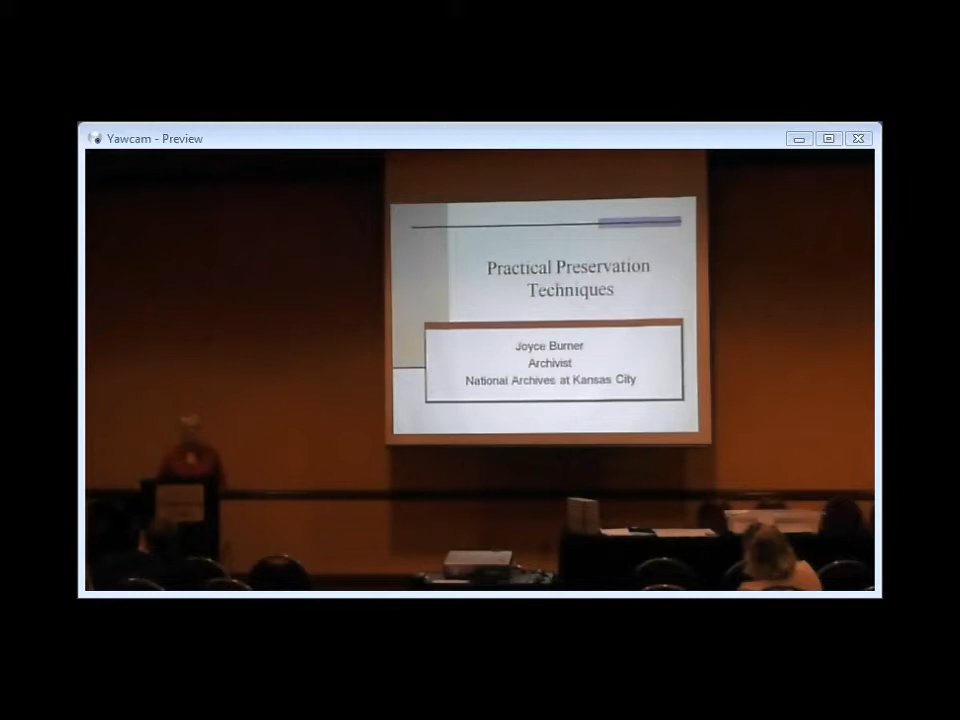 Yawcam - Preview
Practical Preservation
Techniques
Joyce Burner
Archivist
National Archives at Kansas City